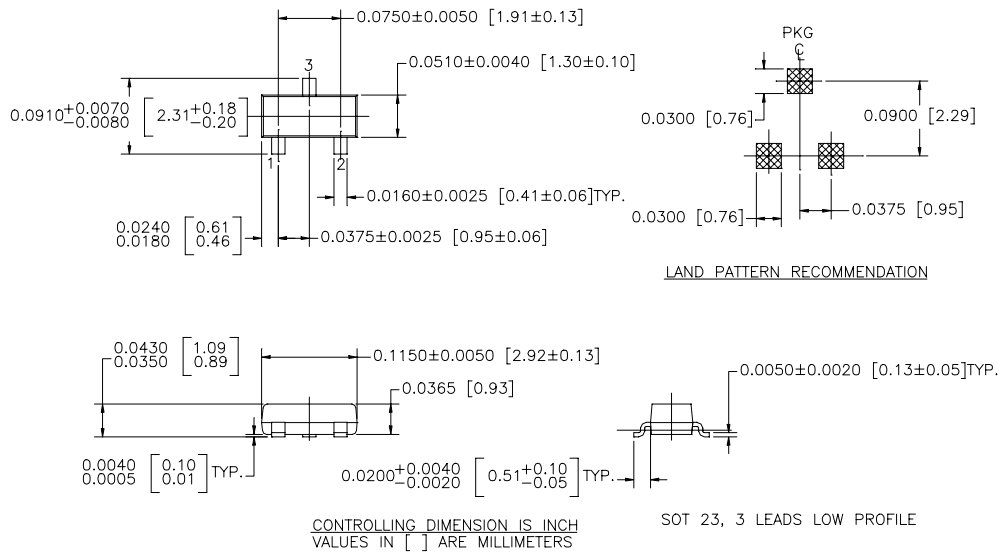 0.0750±0.0050 [1.91±0.13]
3
0.0510±0.0040 [1.30±0.10]
0.0910+0.0070 -0.0080 [2.31+0.18 -0.20]
1
2
0.0160±0.0025 [0.41±0.06]TYP.
0.0240 [0.61
0.0180 0.46]
0.0375±0.0025 [0.95±0.06]
PKG
℄
0.0300 [0.76]
0.0900 [2.29]
0.0300 [0.76]
0.0375 [0.95]
LAND PATTERN RECOMMENDATION
0.0430 [1.09
0.0350 0.89]
0.1150±0.0050 [2.92±0.13]
0.0365 [0.93]
0.0040 [0.10
0.0005 0.01] TYP.
0.0050±0.0020 [0.13±0.05]TYP.
0.0200+0.0040 -0.0020 [0.51+0.10 -0.05] TYP.
CONTROLLING DIMENSION IS INCH
VALUES IN [ ] ARE MILLIMETERS
SOT 23, 3 LEADS LOW PROFILE